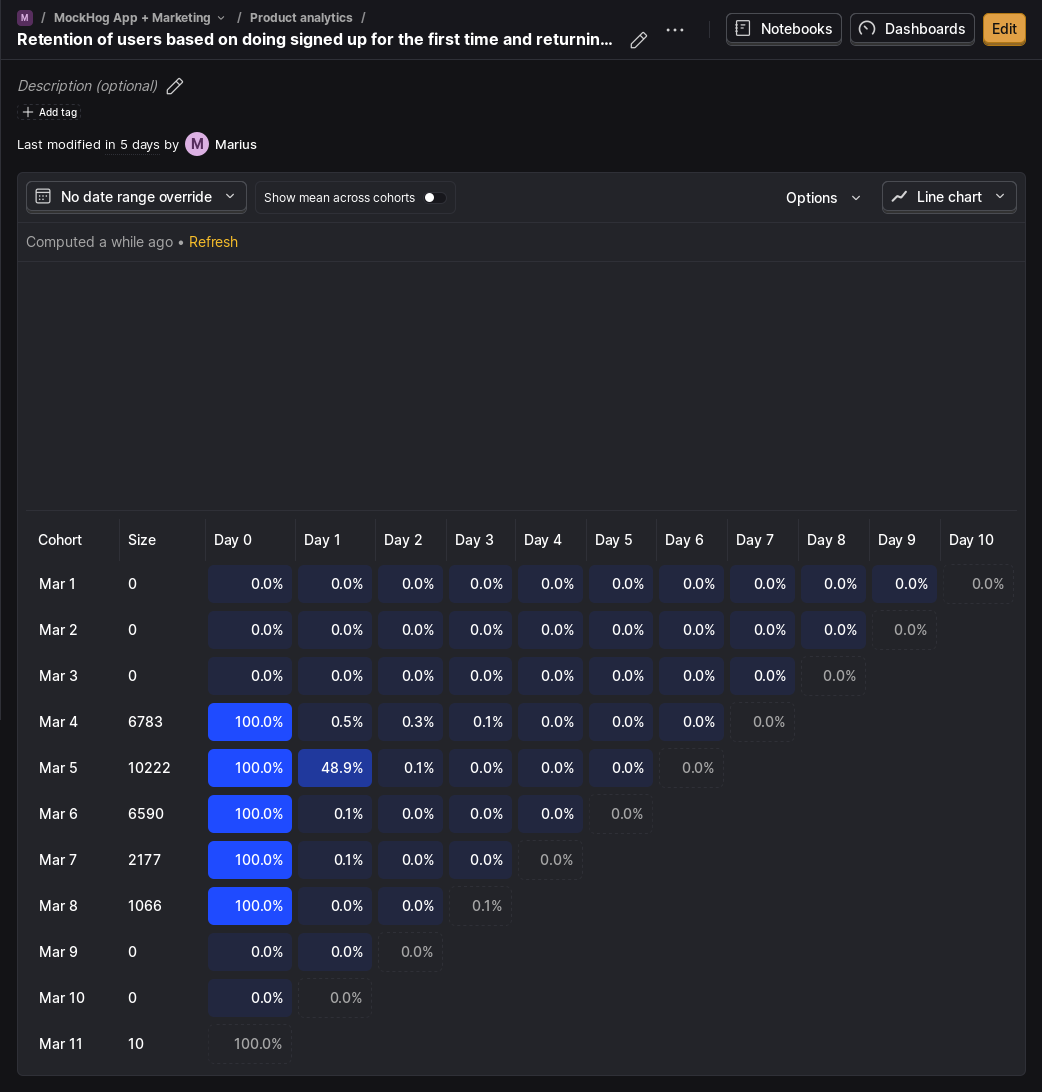 M / MockHog App + Marketing / Product analytics /
Retention of users based on doing signed up for the first time and returnin...
Notebooks
Dashboards
Edit
Description (optional)
Add tag
Last modified in 5 days by M Marius
No date range override
Show mean across cohorts
Options
Line chart
Computed a while ago • Refresh
Cohort Size Day 0 Day 1 Day 2 Day 3 Day 4 Day 5 Day 6 Day 7 Day 8 Day 9 Day 10
Mar 1 0 0.0% 0.0% 0.0% 0.0% 0.0% 0.0% 0.0% 0.0% 0.0% 0.0% 0.0%
Mar 2 0 0.0% 0.0% 0.0% 0.0% 0.0% 0.0% 0.0% 0.0% 0.0% 0.0%
Mar 3 0 0.0% 0.0% 0.0% 0.0% 0.0% 0.0% 0.0% 0.0% 0.0%
Mar 4 6783 100.0% 0.5% 0.3% 0.1% 0.0% 0.0% 0.0% 0.0%
Mar 5 10222 100.0% 48.9% 0.1% 0.0% 0.0% 0.0% 0.0%
Mar 6 6590 100.0% 0.1% 0.0% 0.0% 0.0% 0.0%
Mar 7 2177 100.0% 0.1% 0.0% 0.0% 0.0%
Mar 8 1066 100.0% 0.0% 0.0% 0.1%
Mar 9 0 0.0% 0.0% 0.0%
Mar 10 0 0.0% 0.0%
Mar 11 10 100.0%